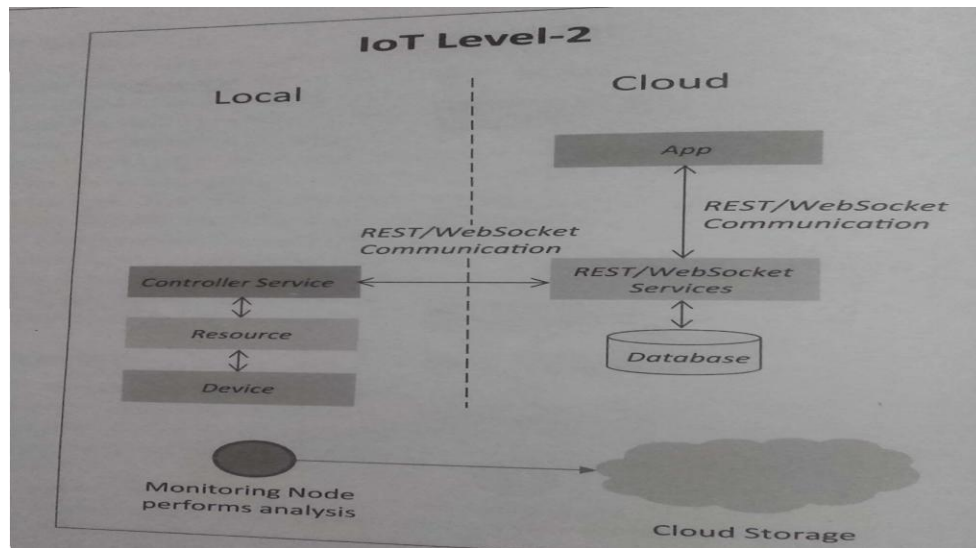 IoT Level-2
Local
Cloud
App
REST/WebSocket
Communication
REST/WebSocket
Communication
Controller Service
REST/WebSocket
Services
Resource
Database
Device
Monitoring Node
performs analysis
Cloud Storage